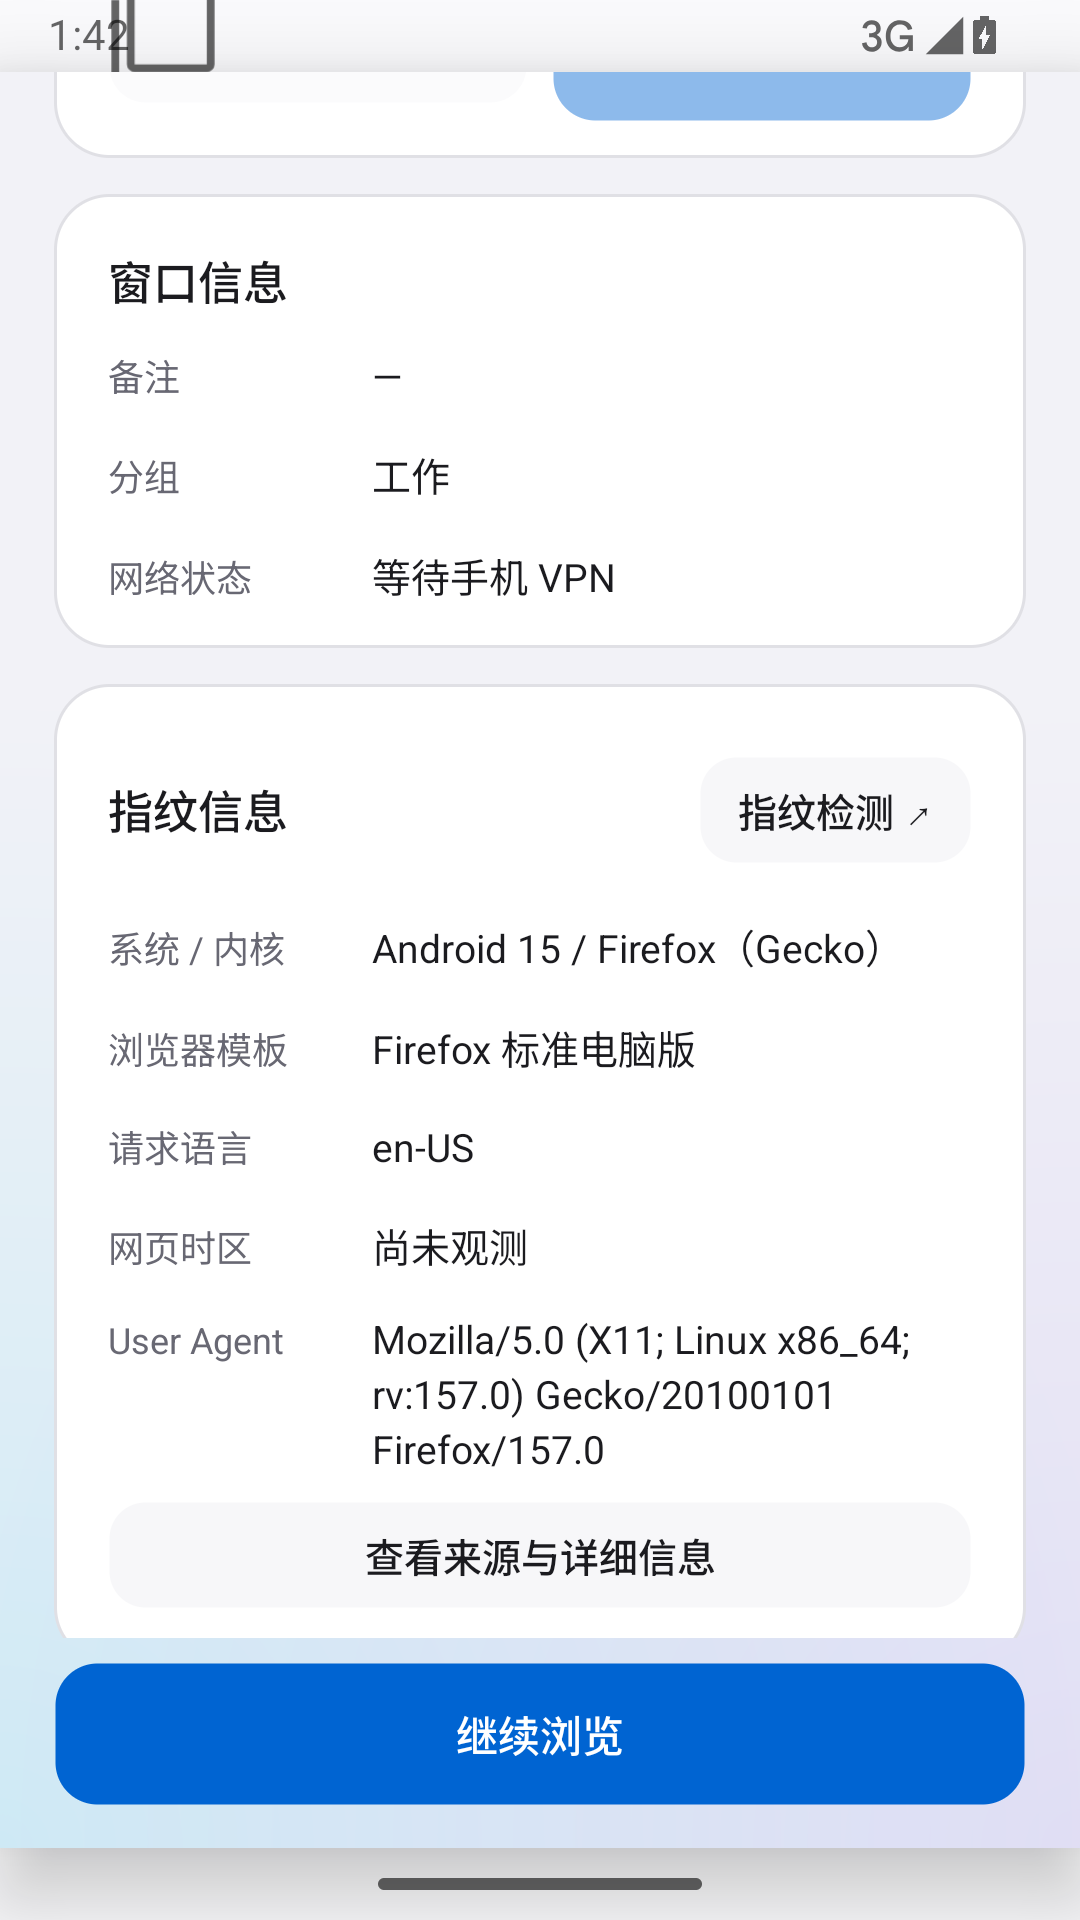 1:42
3G
窗口信息
备注 —
分组 工作
网络状态 等待手机 VPN
指纹信息 指纹检测 ↗
系统 / 内核 Android 15 / Firefox（Gecko）
浏览器模板 Firefox 标准电脑版
请求语言 en-US
网页时区 尚未观测
User Agent Mozilla/5.0 (X11; Linux x86_64;
rv:157.0) Gecko/20100101
Firefox/157.0
查看来源与详细信息
继续浏览